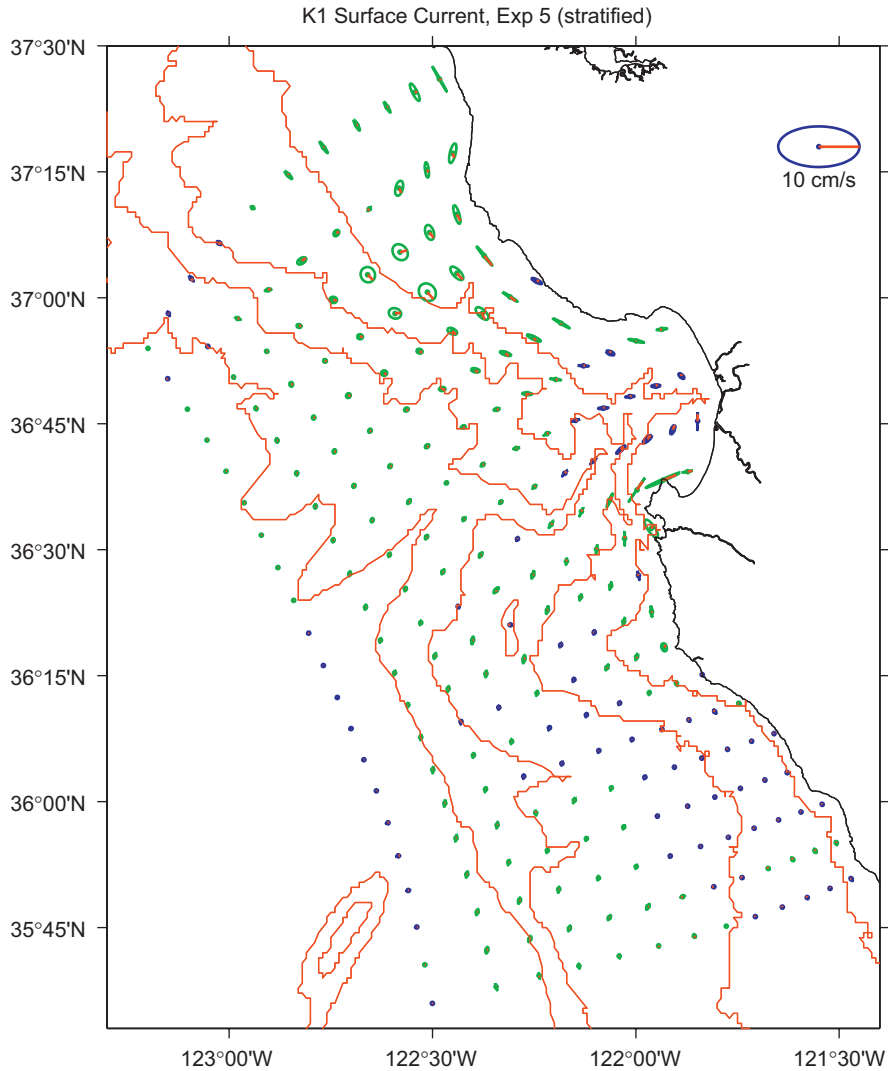 K1 Surface Current, Exp 5 (stratified)
37°30'N
37°15'N
10 cm/s
37°00'N
36°45'N
36°30'N
36°15'N
36°00'N
35°45'N
123°00'W
122°30'W
122°00'W
121°30'W